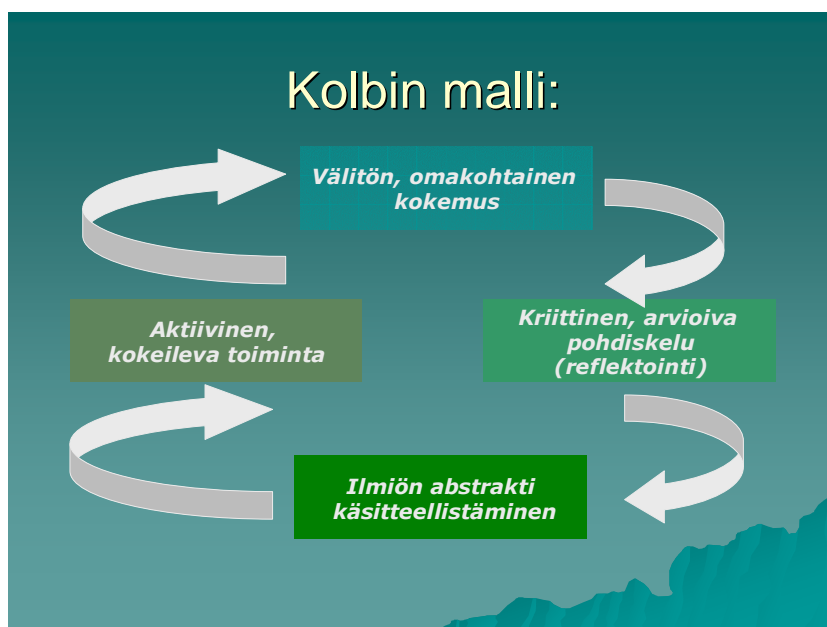 Kolbin malli:
Välitön, omakohtainen
kokemus
Aktiivinen,
kokeileva toiminta
Kriittinen, arvioiva
pohdiskelu
(reflektointi)
Ilmiön abstrakti
käsitteellistäminen